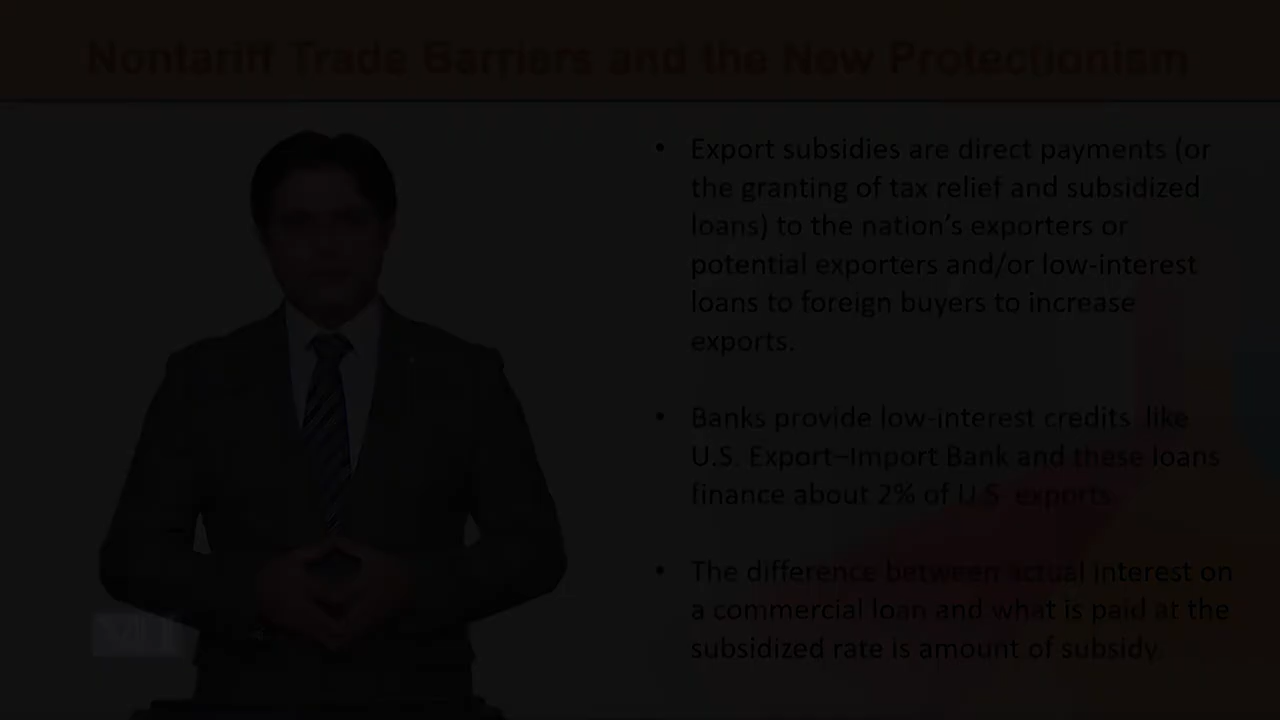 Nontariff Trade Barriers and the New Protectionism
• Export subsidies are direct payments (or
the granting of tax relief and subsidized
loans) to the nation’s exporters or
potential exporters and/or low-interest
loans to foreign buyers to increase
exports.
• Banks provide low-interest credits like
U.S. Export–Import Bank and these loans
finance about 2% of U.S exports.
• The difference between actual interest on
a commercial loan and what is paid at the
subsidized rate is amount of subsidy.